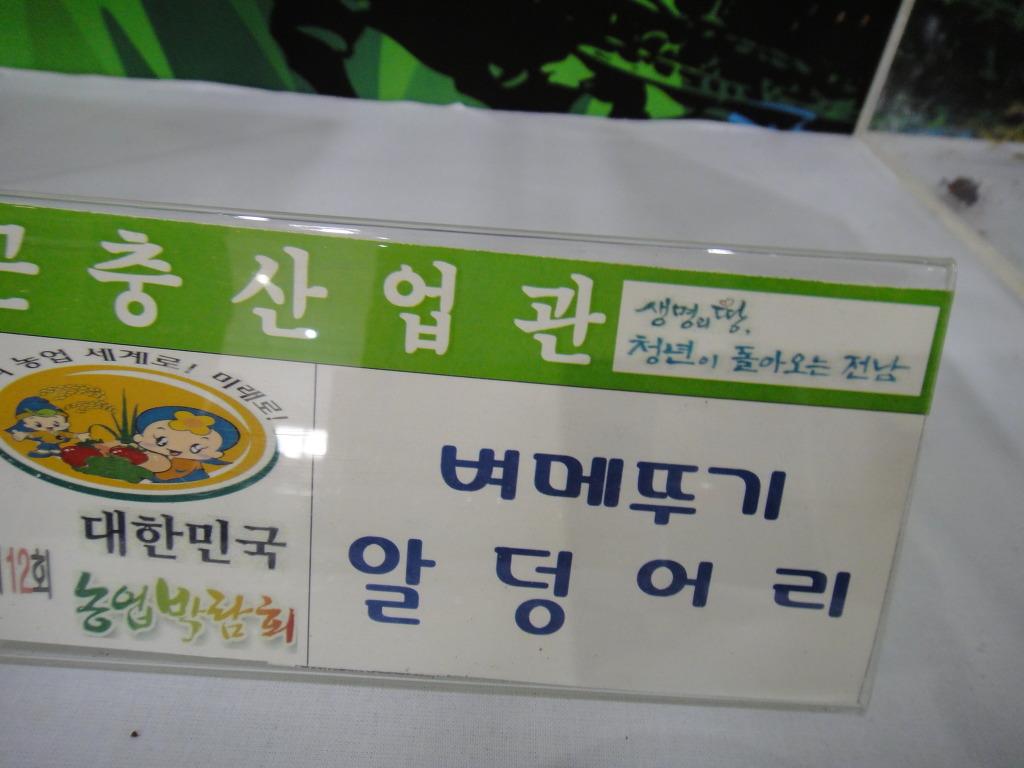 곤충산업관
생명의 땅,
청년이 돌아오는 전남
농업 세계로! 미래로!
대한민국
제12회
농업박람회
벼메뚜기
알 덩 어 리